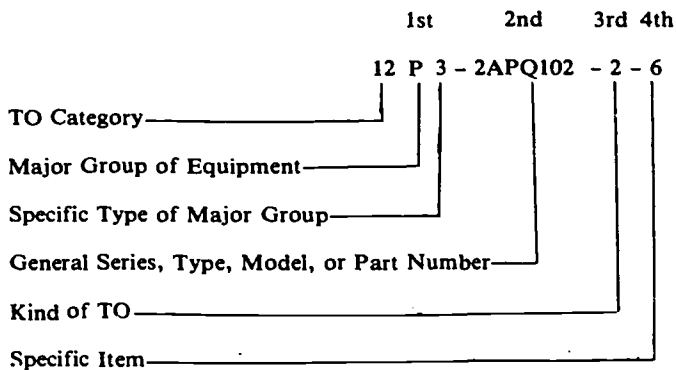 1st 2nd 3rd 4th
12 P 3 - 2APQ102 - 2 - 6
TO Category
Major Group of Equipment
Specific Type of Major Group
General Series, Type, Model, or Part Number
Kind of TO
Specific Item